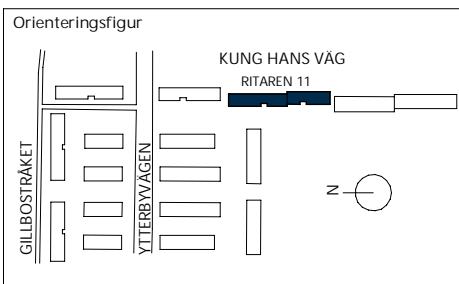 Orienteringsfigur
KUNG HANS VÄG
RITAREN 11
GILLBOSTRÅKET
YTTERBYVÄGEN
N